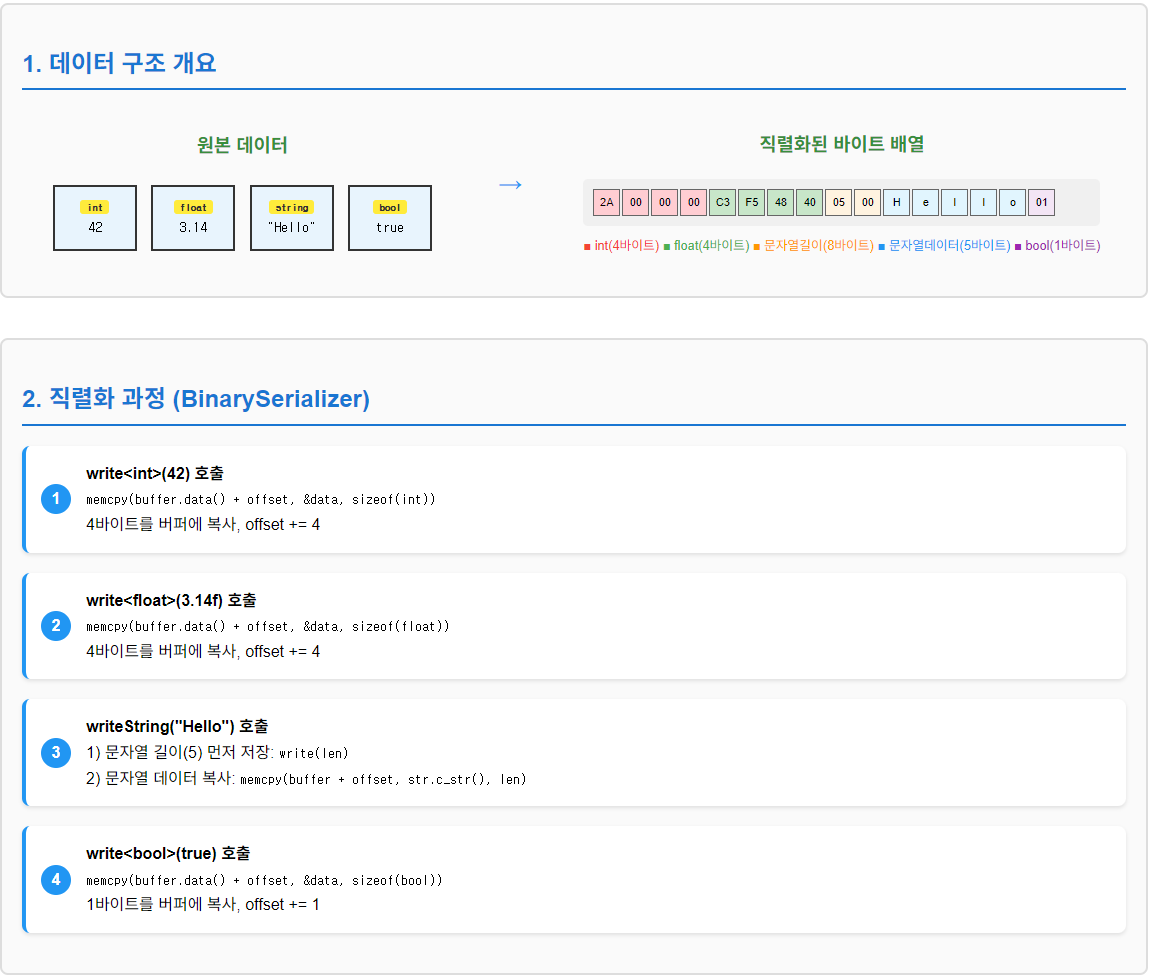 1. 데이터 구조 개요
원본 데이터
int
42
float
3.14
string
"Hello"
bool
true
→
직렬화된 바이트 배열
2A 00 00 00 C3 F5 48 40 05 00 H e l l o 01
■ int(4바이트) ■ float(4바이트) ■ 문자열길이(8바이트) ■ 문자열데이터(5바이트) ■ bool(1바이트)
2. 직렬화 과정 (BinarySerializer)
1
write<int>(42) 호출
memcpy(buffer.data() + offset, &data, sizeof(int))
4바이트를 버퍼에 복사, offset += 4
2
write<float>(3.14f) 호출
memcpy(buffer.data() + offset, &data, sizeof(float))
4바이트를 버퍼에 복사, offset += 4
3
writeString("Hello") 호출
1) 문자열 길이(5) 먼저 저장: write(len)
2) 문자열 데이터 복사: memcpy(buffer + offset, str.c_str(), len)
4
write<bool>(true) 호출
memcpy(buffer.data() + offset, &data, sizeof(bool))
1바이트를 버퍼에 복사, offset += 1